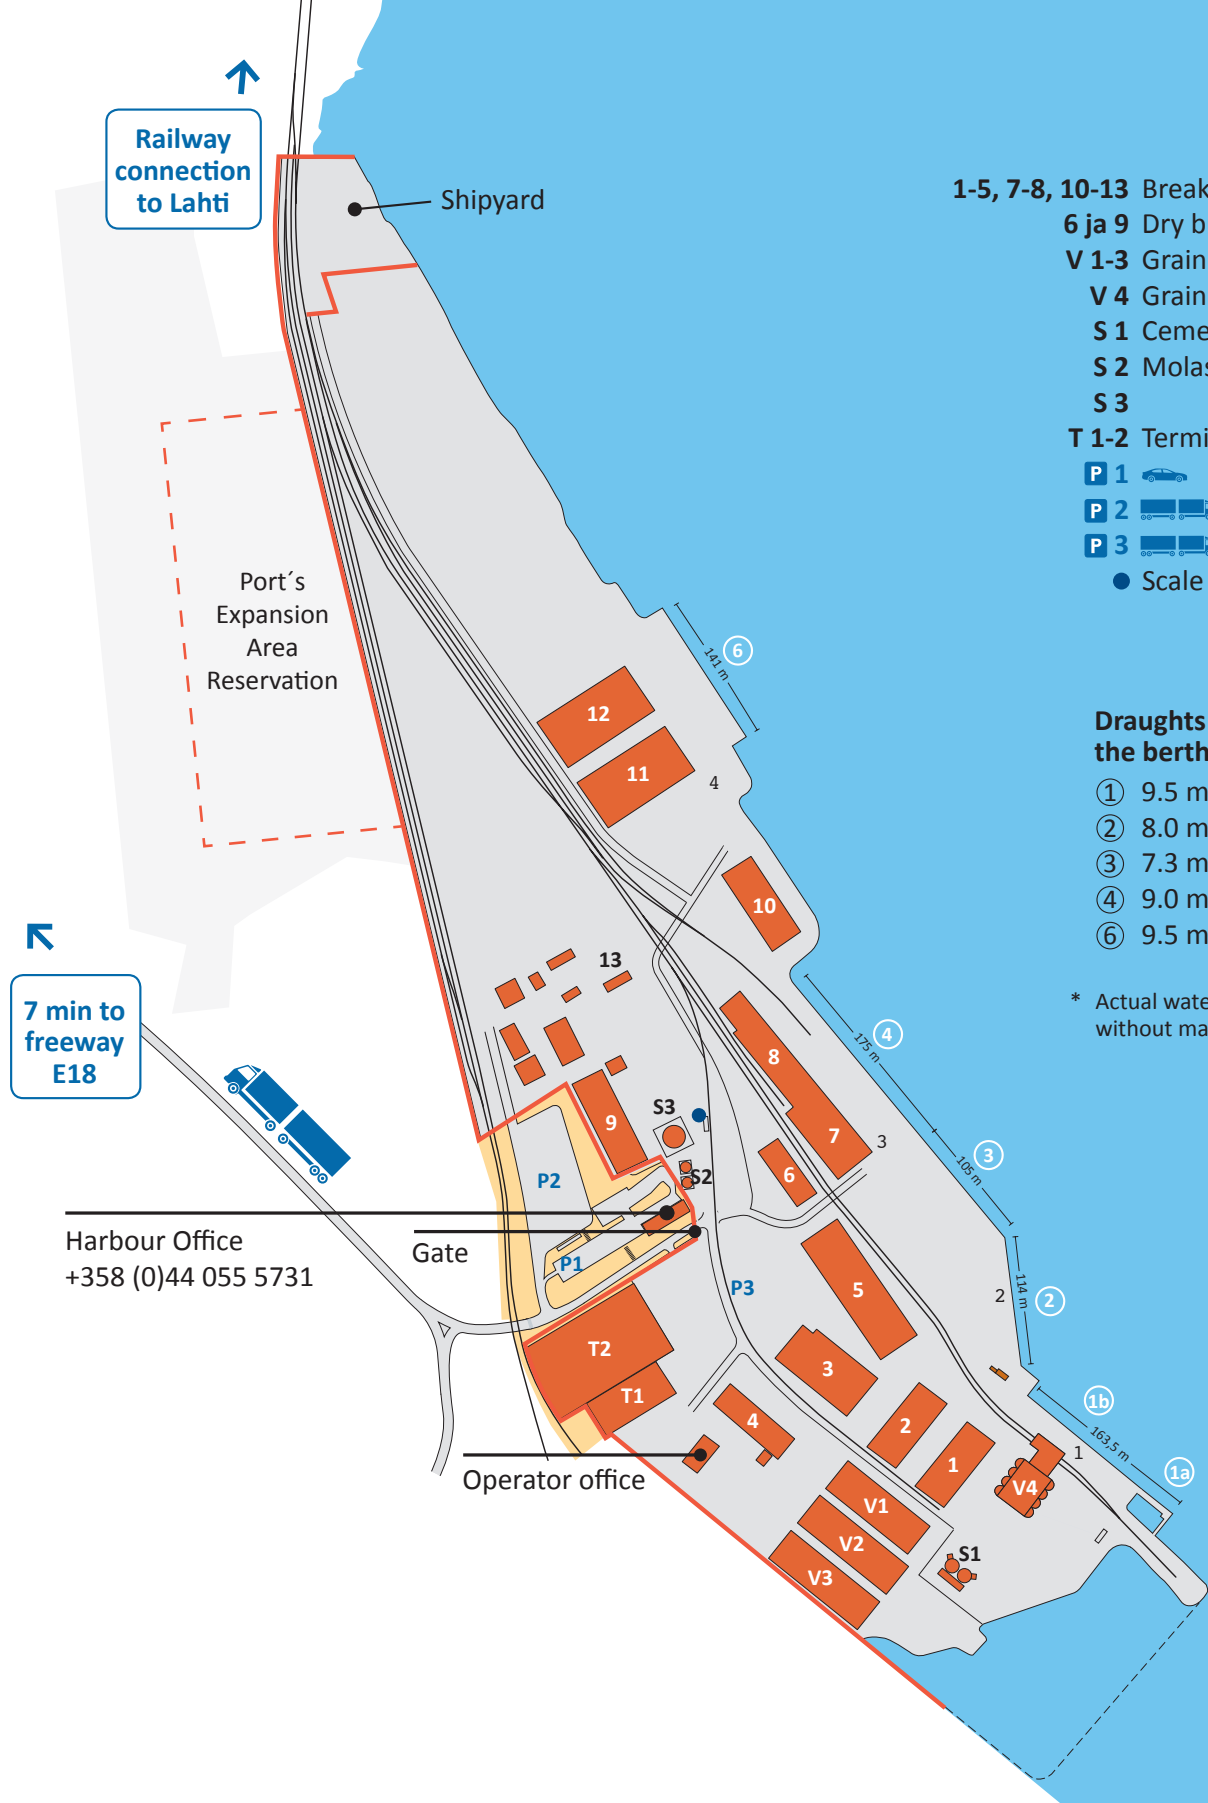 Railway
connection
to Lahti
Shipyard
1-5, 7-8, 10-13 Break
6 ja 9 Dry b
V 1-3 Grain
V 4 Grain
S 1 Ceme
S 2 Molas
S 3
T 1-2 Termi
P 1
P 2
P 3
Scale
Port´s
Expansion
Area
Reservation
6
141 m
12
11
4
Draughts
the berth
1 9.5 m
2 8.0 m
3 7.3 m
4 9.0 m
6 9.5 m
* Actual wate
without ma
10
13
7 min to
freeway
E18
4
175 m
8
7
3
9
S3
S2
6
3
105 m
P2
Harbour Office
+358 (0)44 055 5731
Gate
P1
P3
5
2
114 m
2
T2
T1
3
4
2
1
1b
163,5 m
1a
1
V4
Operator office
V1
V2
V3
S1